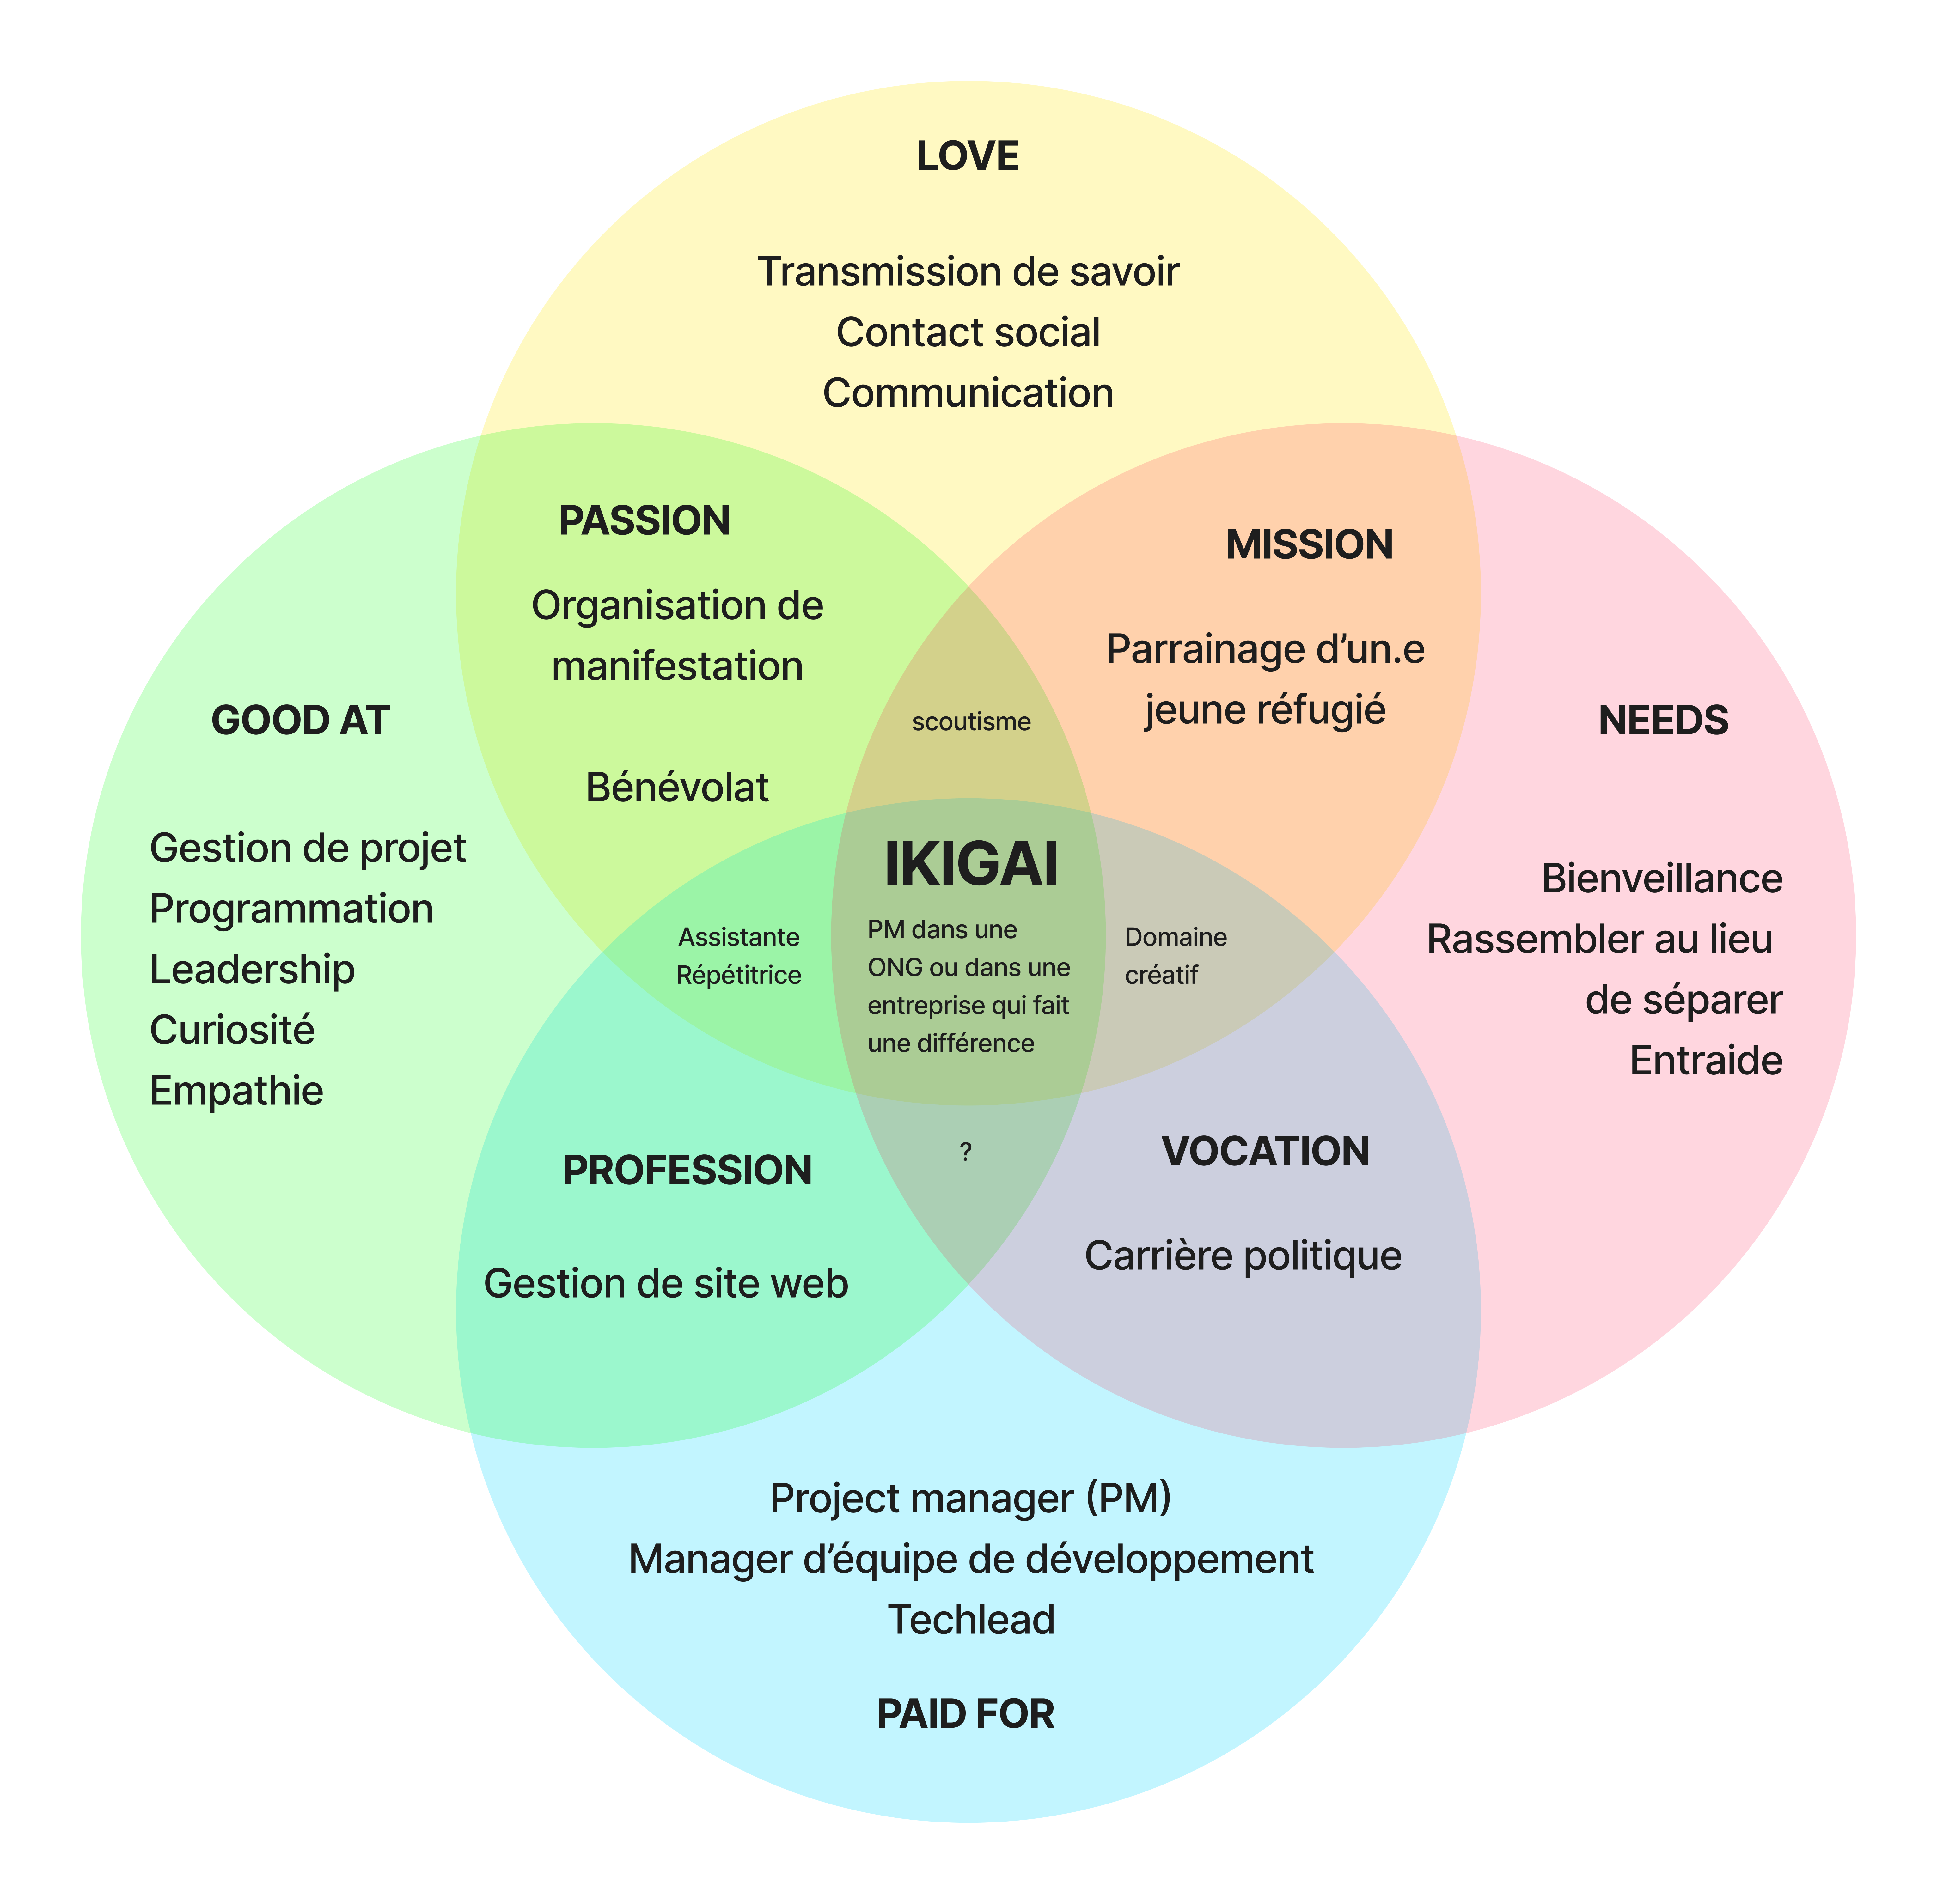 LOVE
Transmission de savoir
Contact social
Communication
PASSION
Organisation de
manifestation
Bénévolat
MISSION
Parrainage d’un.e
jeune réfugié
scoutisme
GOOD AT
Gestion de projet
Programmation
Leadership
Curiosité
Empathie
NEEDS
Bienveillance
Rassembler au lieu
de séparer
Entraide
IKIGAI
PM dans une
ONG ou dans une
entreprise qui fait
une différence
Assistante
Répétitrice
Domaine
créatif
?
PROFESSION
Gestion de site web
VOCATION
Carrière politique
Project manager (PM)
Manager d’équipe de développement
Techlead
PAID FOR